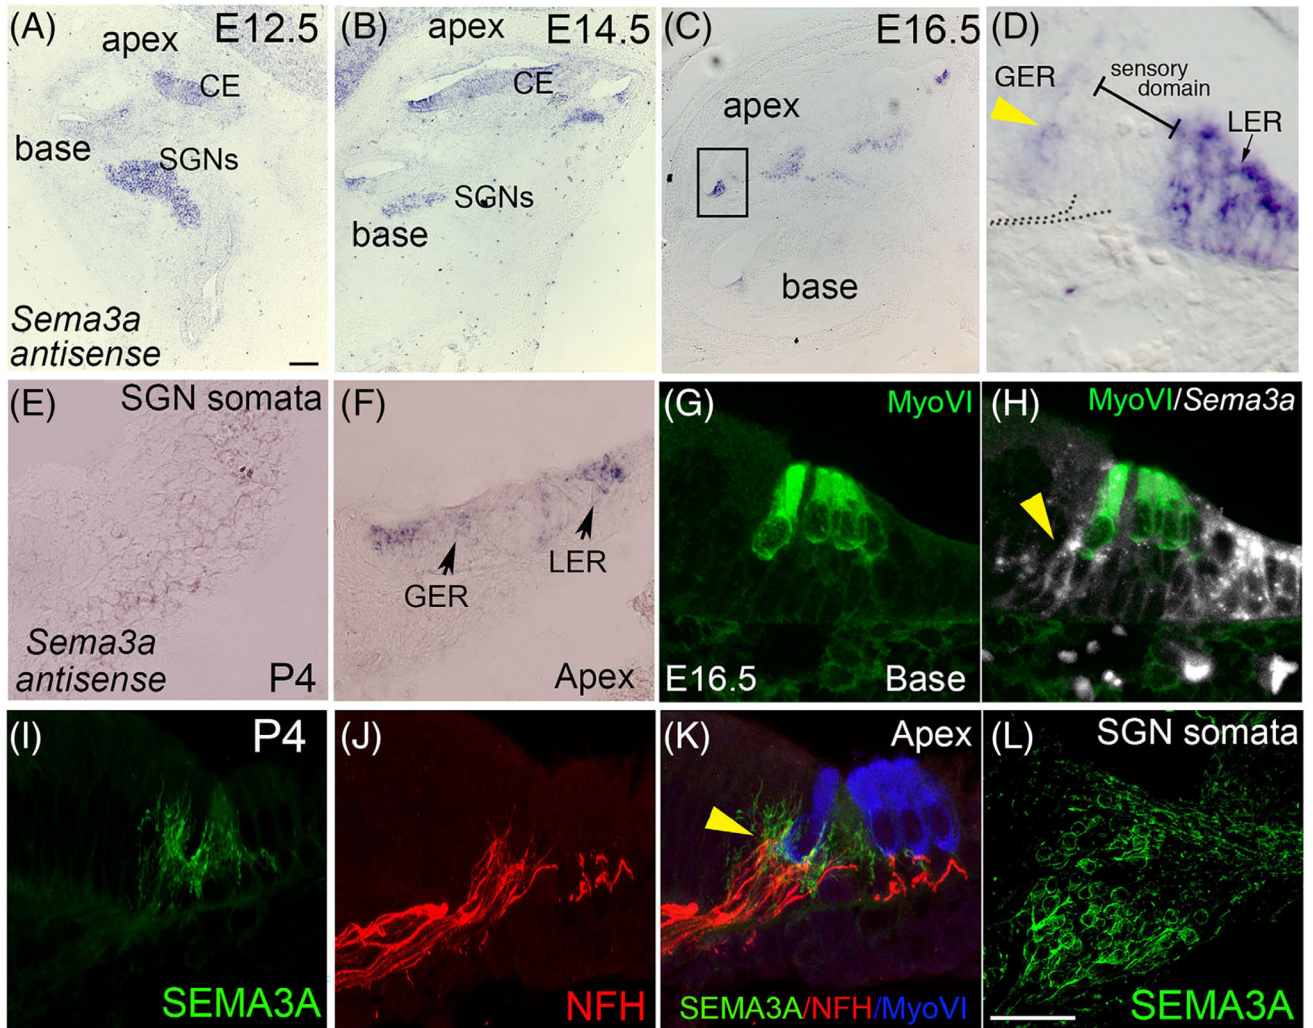 (A)
apex
E12.5
CE
base
SGNs
Sema3a
antisense
(B)
apex
E14.5
CE
SGNs
base
(C)
E16.5
apex
base
(D)
GER
sensory
domain
LER
(E)
SGN somata
Sema3a
antisense
P4
(F)
GER
LER
Apex
(G)
MyoVI
E16.5
Base
(H)
MyoVI/Sema3a
(I)
P4
SEMA3A
(J)
NFH
(K)
Apex
SEMA3A/NFH/MyoVI
(L)
SGN somata
SEMA3A